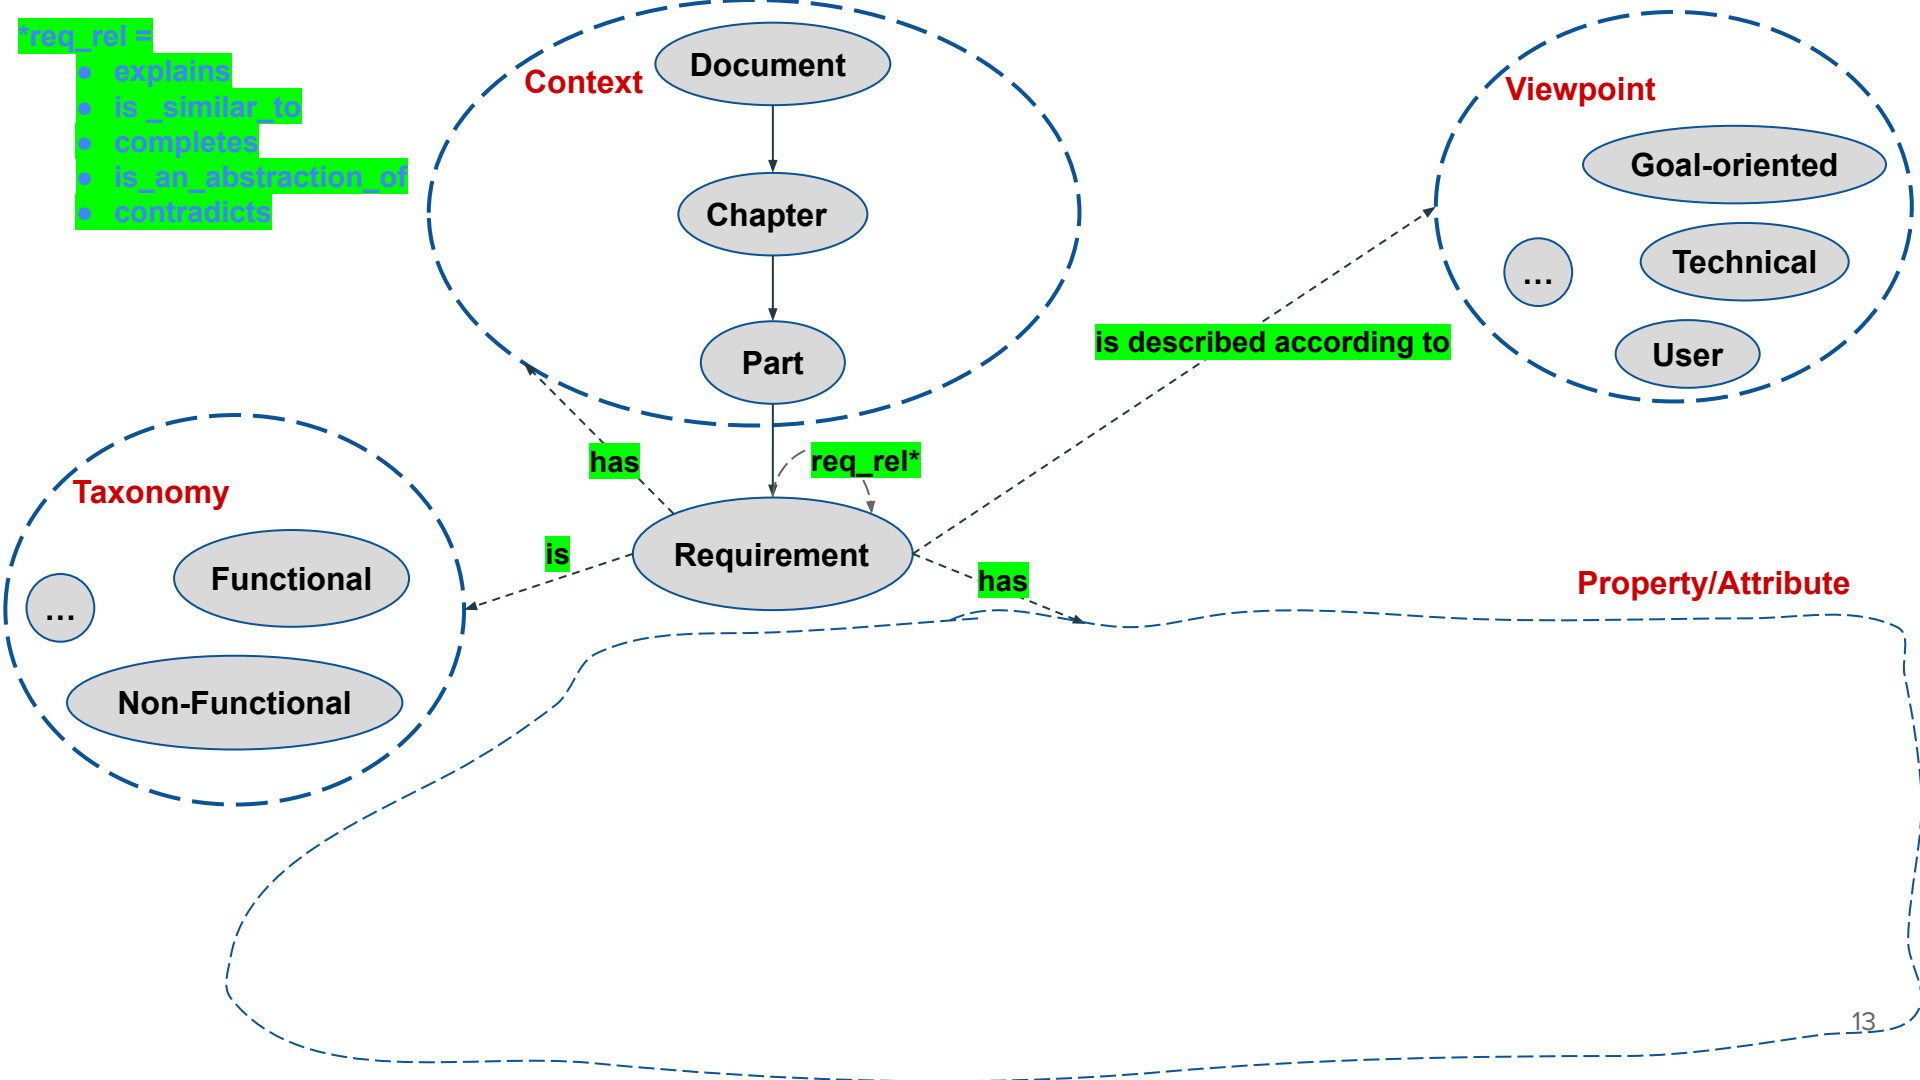 *req_rel =
● explains
● is _similar_to
● completes
● is_an_abstraction_of
● contradicts
Context
Document
Chapter
Part
Viewpoint
Goal-oriented
Technical
...
User
is described according to
has
req_rel*
Taxonomy
Functional
...
Non-Functional
is
Requirement
has
Property/Attribute
13